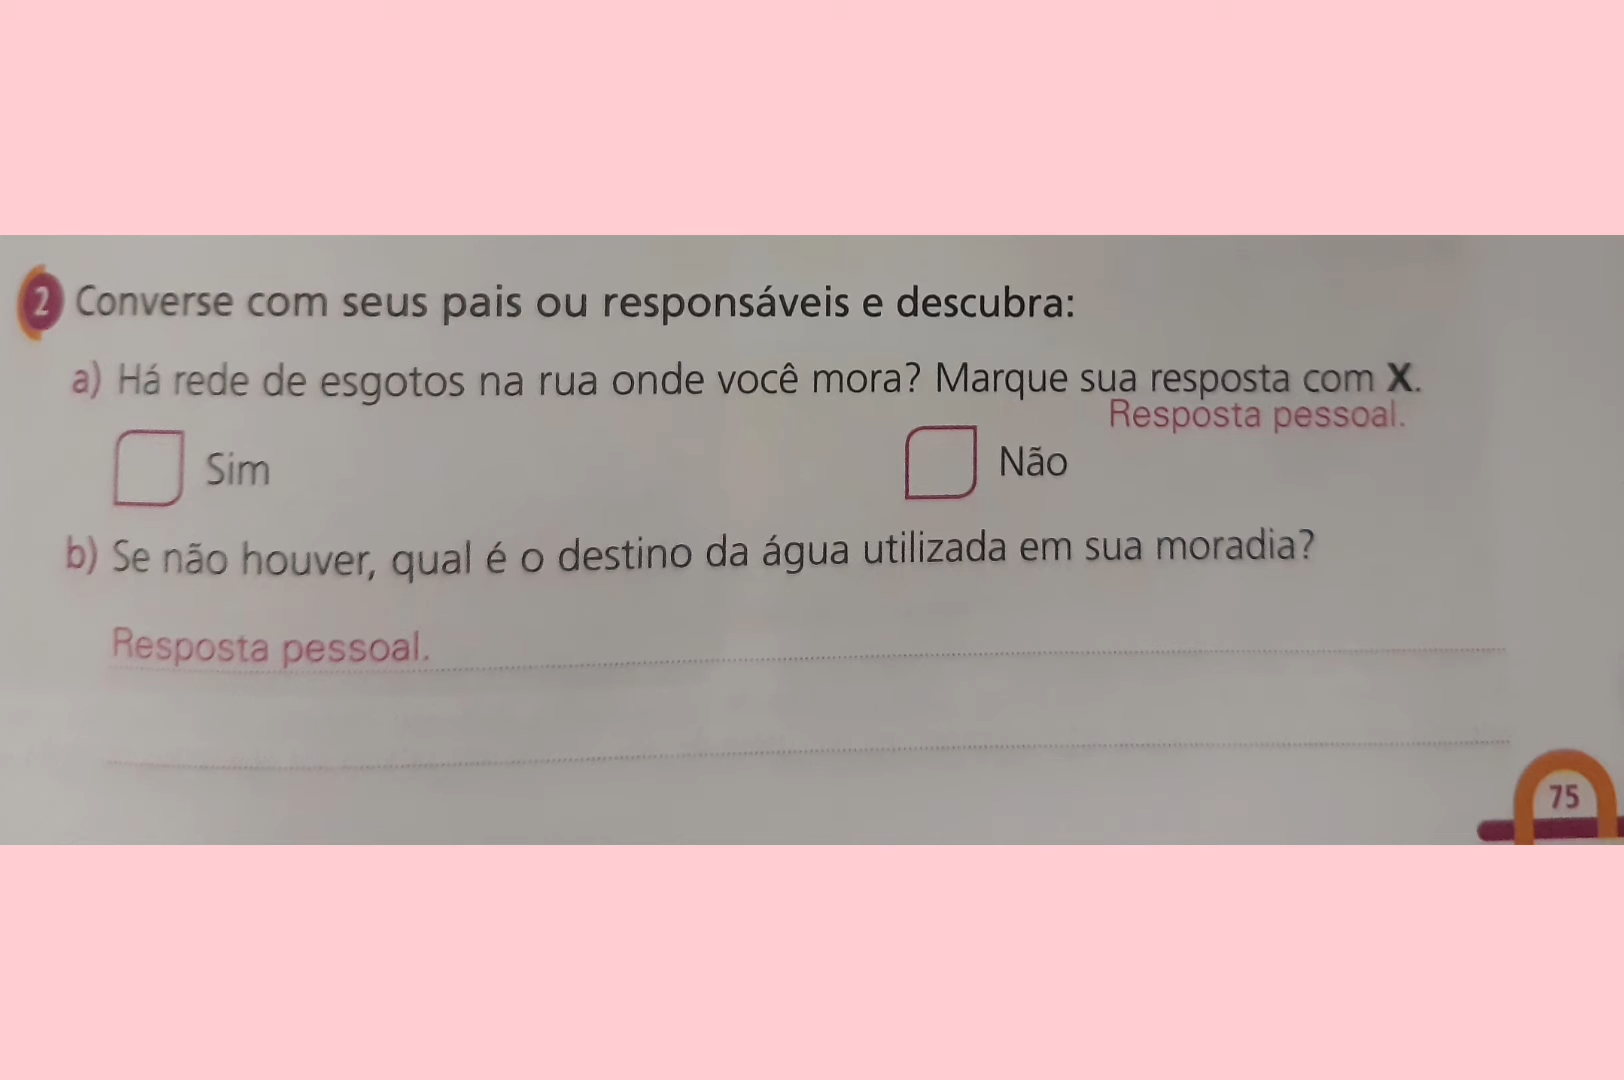 2 Converse com seus pais ou responsáveis e descubra:
a) Há rede de esgotos na rua onde você mora? Marque sua resposta com X.
Resposta pessoal.
Sim Não
b) Se não houver, qual é o destino da água utilizada em sua moradia?
Resposta pessoal.
75